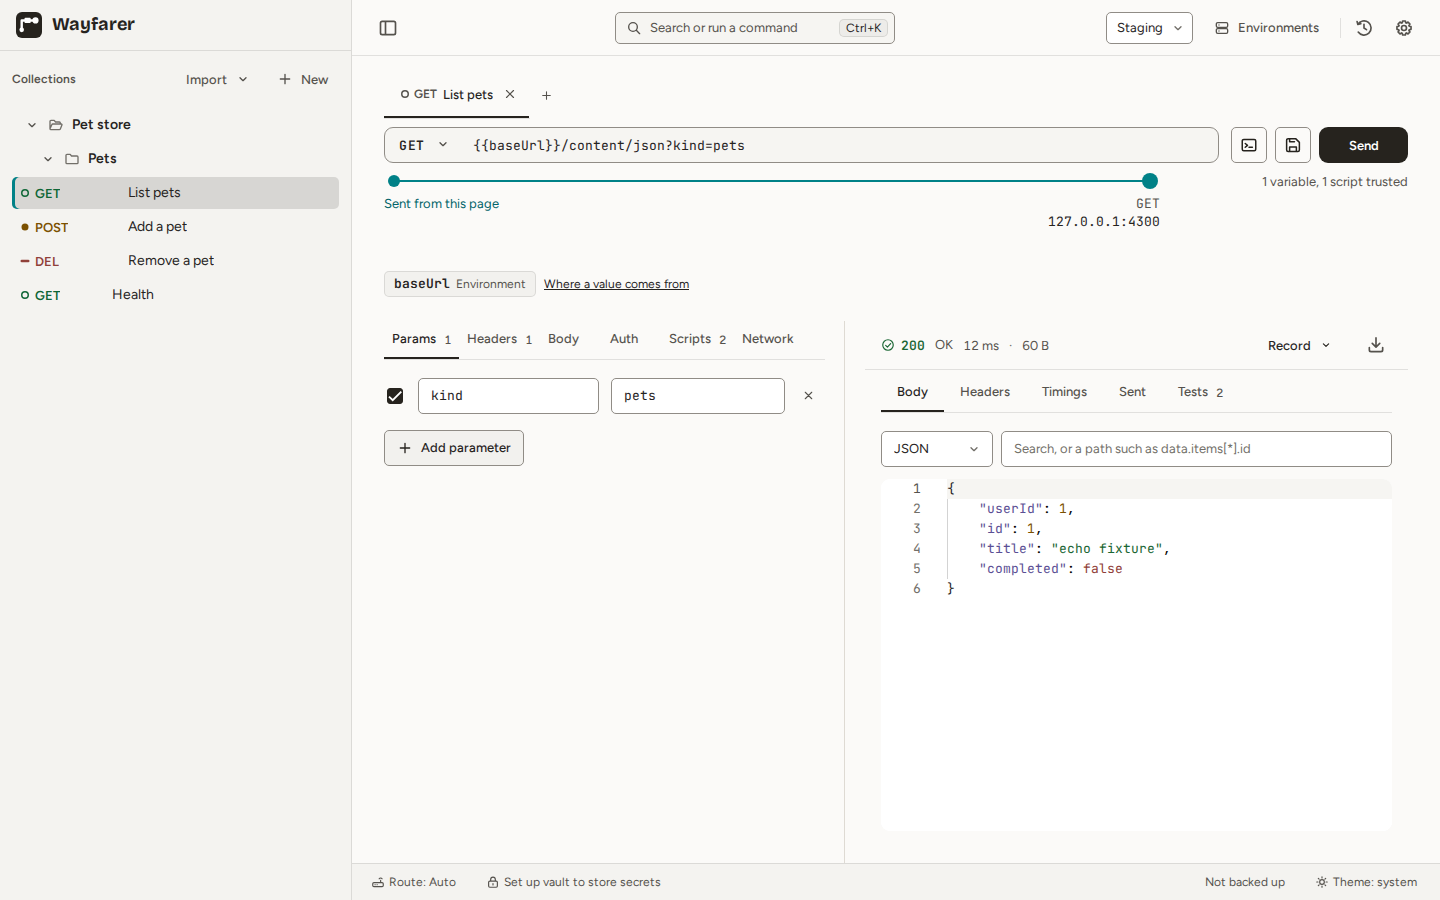 Wayfarer
Search or run a command
Ctrl+K
Staging
Environments
Collections
Import
New
Pet store
Pets
GET List pets
POST Add a pet
DEL Remove a pet
GET Health
GET List pets
GET {{baseUrl}}/content/json?kind=pets
Send
Sent from this page
GET
127.0.0.1:4300
1 variable, 1 script trusted
baseUrl Environment
Where a value comes from
Params 1 Headers 1 Body Auth Scripts 2 Network
kind pets
Add parameter
200 OK 12 ms · 60 B
Record
Body Headers Timings Sent Tests 2
JSON
Search, or a path such as data.items[*].id
1 {
2 "userId": 1,
3 "id": 1,
4 "title": "echo fixture",
5 "completed": false
6 }
Route: Auto
Set up vault to store secrets
Not backed up
Theme: system